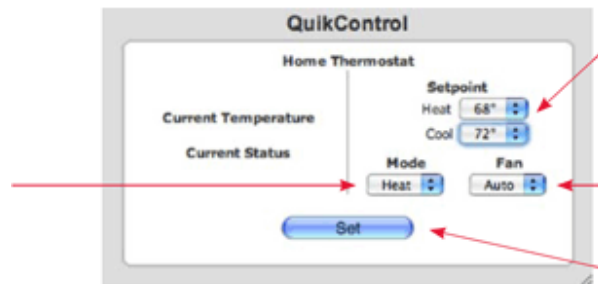 QuikControl
Home Thermostat
Current Temperature
Current Status
Setpoint
Heat 68°
Cool 72°
Mode
Heat
Fan
Auto
Set